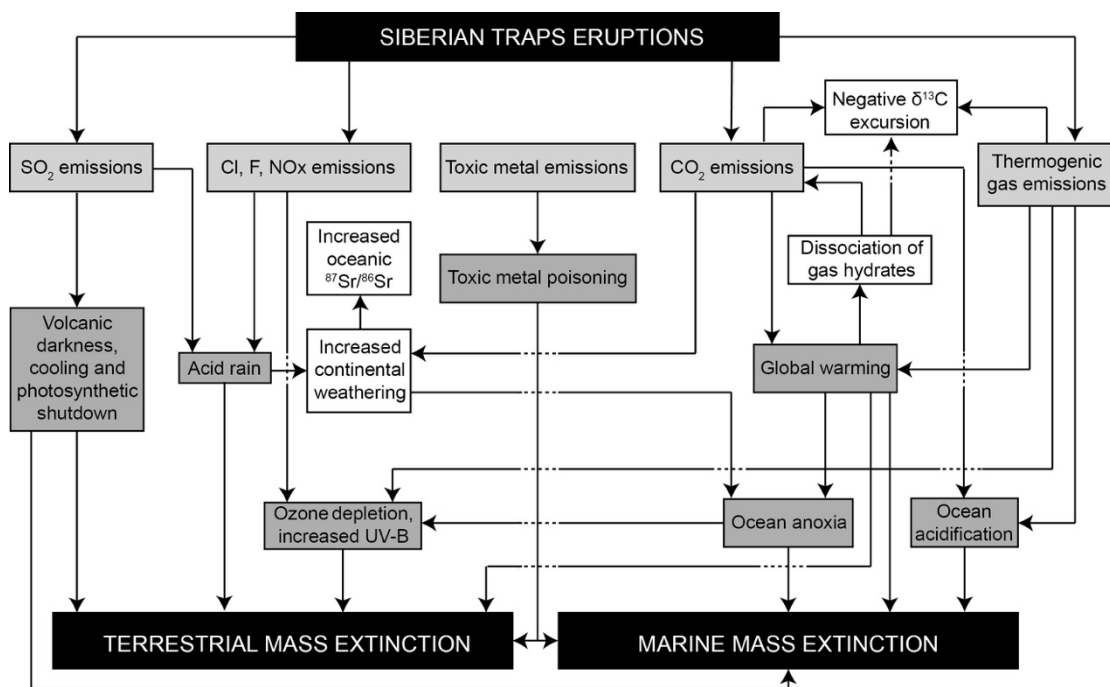 SIBERIAN TRAPS ERUPTIONS
Negative δ¹³C
excursion
SO₂ emissions
Cl, F, NOx emissions
Toxic metal emissions
CO₂ emissions
Thermogenic
gas emissions
Increased
oceanic
⁸⁷Sr/⁸⁶Sr
Toxic metal poisoning
Dissociation of
gas hydrates
Volcanic
darkness,
cooling and
photosynthetic
shutdown
Acid rain
Increased
continental
weathering
Global warming
Ozone depletion,
increased UV-B
Ocean anoxia
Ocean
acidification
TERRESTRIAL MASS EXTINCTION
MARINE MASS EXTINCTION